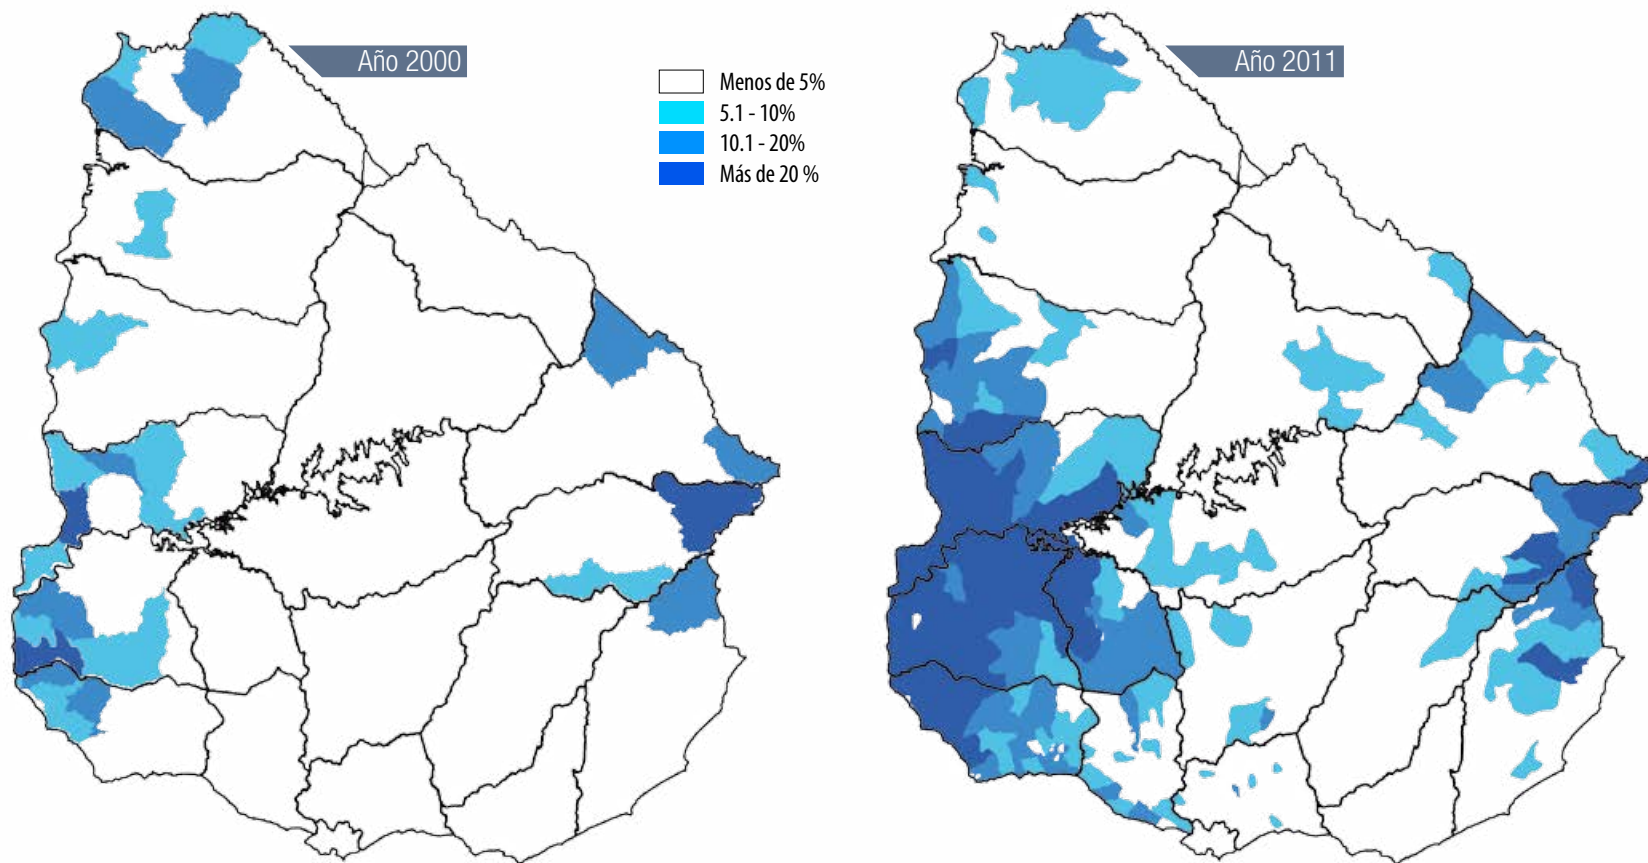 Año 2000
Menos de 5%
5.1 - 10%
10.1 - 20%
Más de 20 %
Año 2011